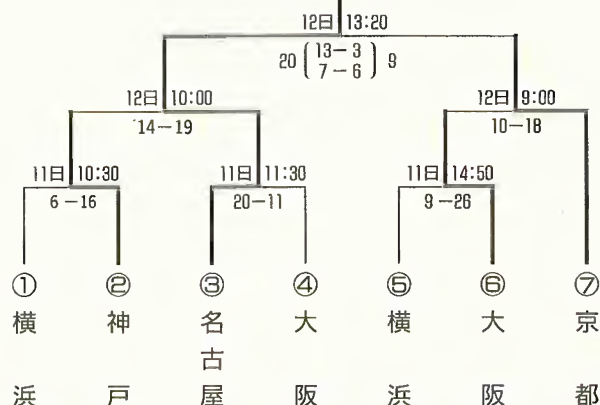 12日 13:20
20 (13−3 7−6) 9
12日 10:00
14−19
12日 9:00
10−18
11日 10:30
6−16
11日 11:30
20−11
11日 14:50
9−26
① ② ③ ④ ⑤ ⑥ ⑦
横浜
神戸
名古屋
大阪
横浜
大阪
京都